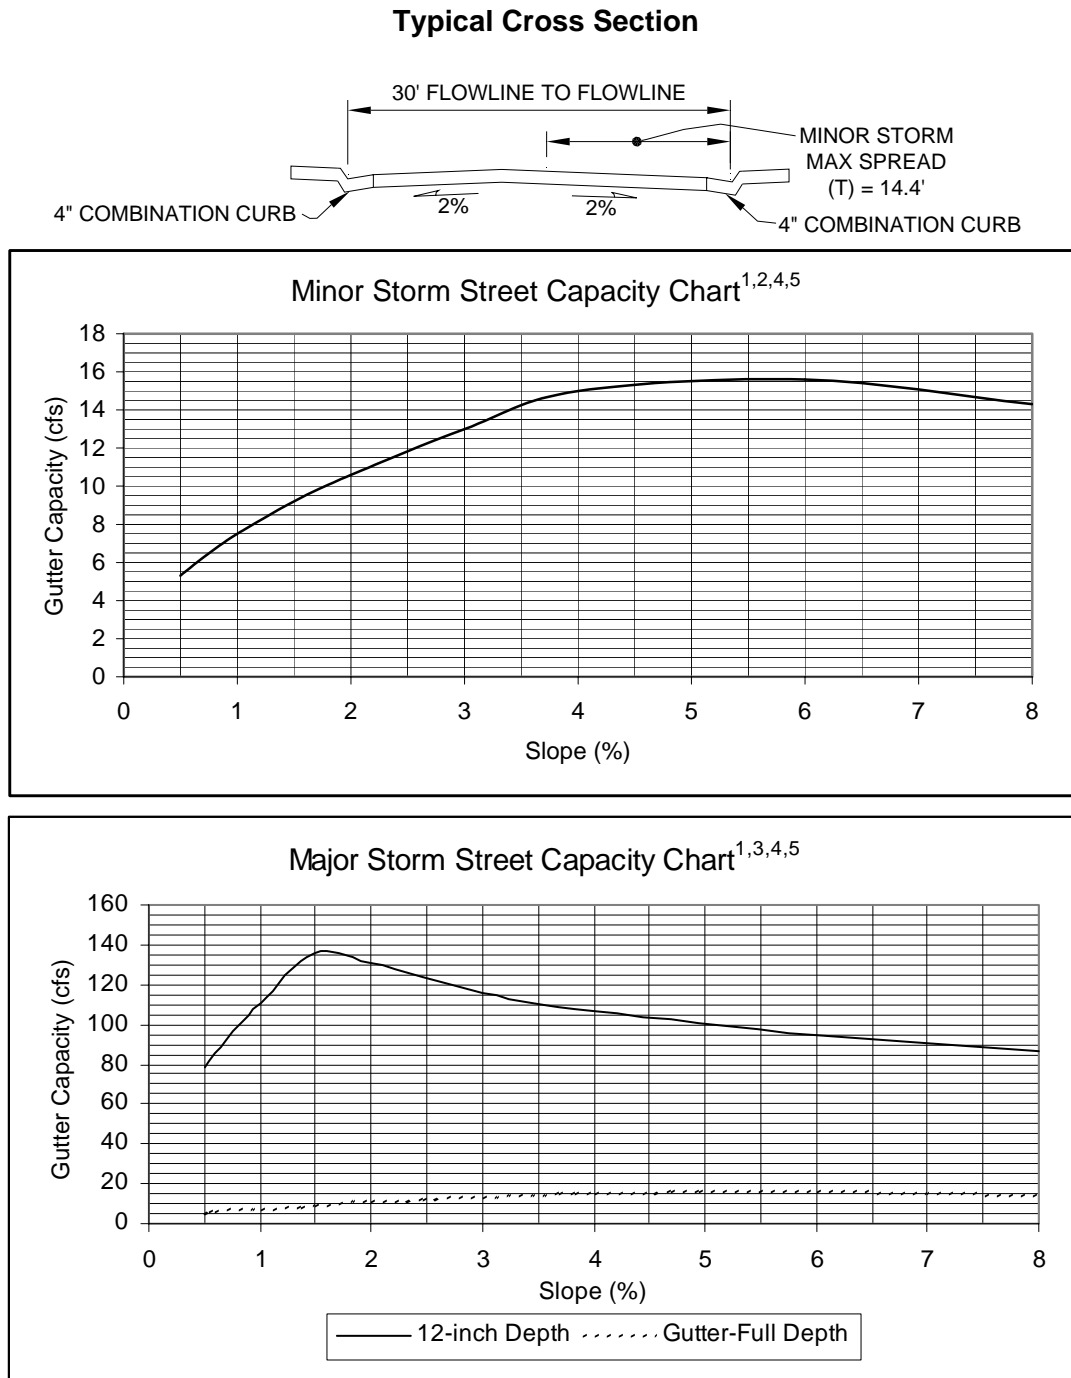 Typical Cross Section
30' FLOWLINE TO FLOWLINE
MINOR STORM
MAX SPREAD
(T) = 14.4'
4" COMBINATION CURB
2%
2%
4" COMBINATION CURB
Minor Storm Street Capacity Chart1,2,4,5
Gutter Capacity (cfs)
18
16
14
12
10
8
6
4
2
0
0 1 2 3 4 5 6 7 8
Slope (%)
Major Storm Street Capacity Chart1,3,4,5
Gutter Capacity (cfs)
160
140
120
100
80
60
40
20
0
0 1 2 3 4 5 6 7 8
Slope (%)
12-inch Depth Gutter-Full Depth